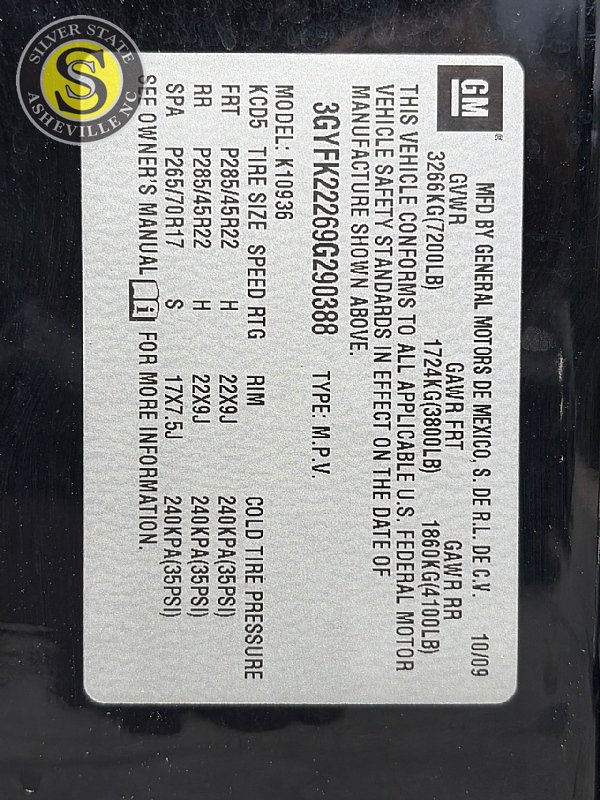 SILVER STATE
S
ASHEVILLE NC
GM
MFD BY GENERAL MOTORS DE MEXICO, S. DE R.L. DE C.V. 10/09
GVWR GAWR FRT GAWR RR
3266KG(7200LB) 1724KG(3800LB) 1860KG(4100LB)
THIS VEHICLE CONFORMS TO ALL APPLICABLE U.S. FEDERAL MOTOR
VEHICLE SAFETY STANDARDS IN EFFECT ON THE DATE OF
MANUFACTURE SHOWN ABOVE.
3GYFK22269G290388 TYPE: M.P.V.
MODEL: K10936
KCD5 TIRE SIZE SPEED RTG RIM COLD TIRE PRESSURE
FRT P285/45R22 H 22X9J 240KPA(35PSI)
RR P285/45R22 H 22X9J 240KPA(35PSI)
SPA P265/70R17 S 17X7.5J 240KPA(35PSI)
SEE OWNER'S MANUAL i FOR MORE INFORMATION.